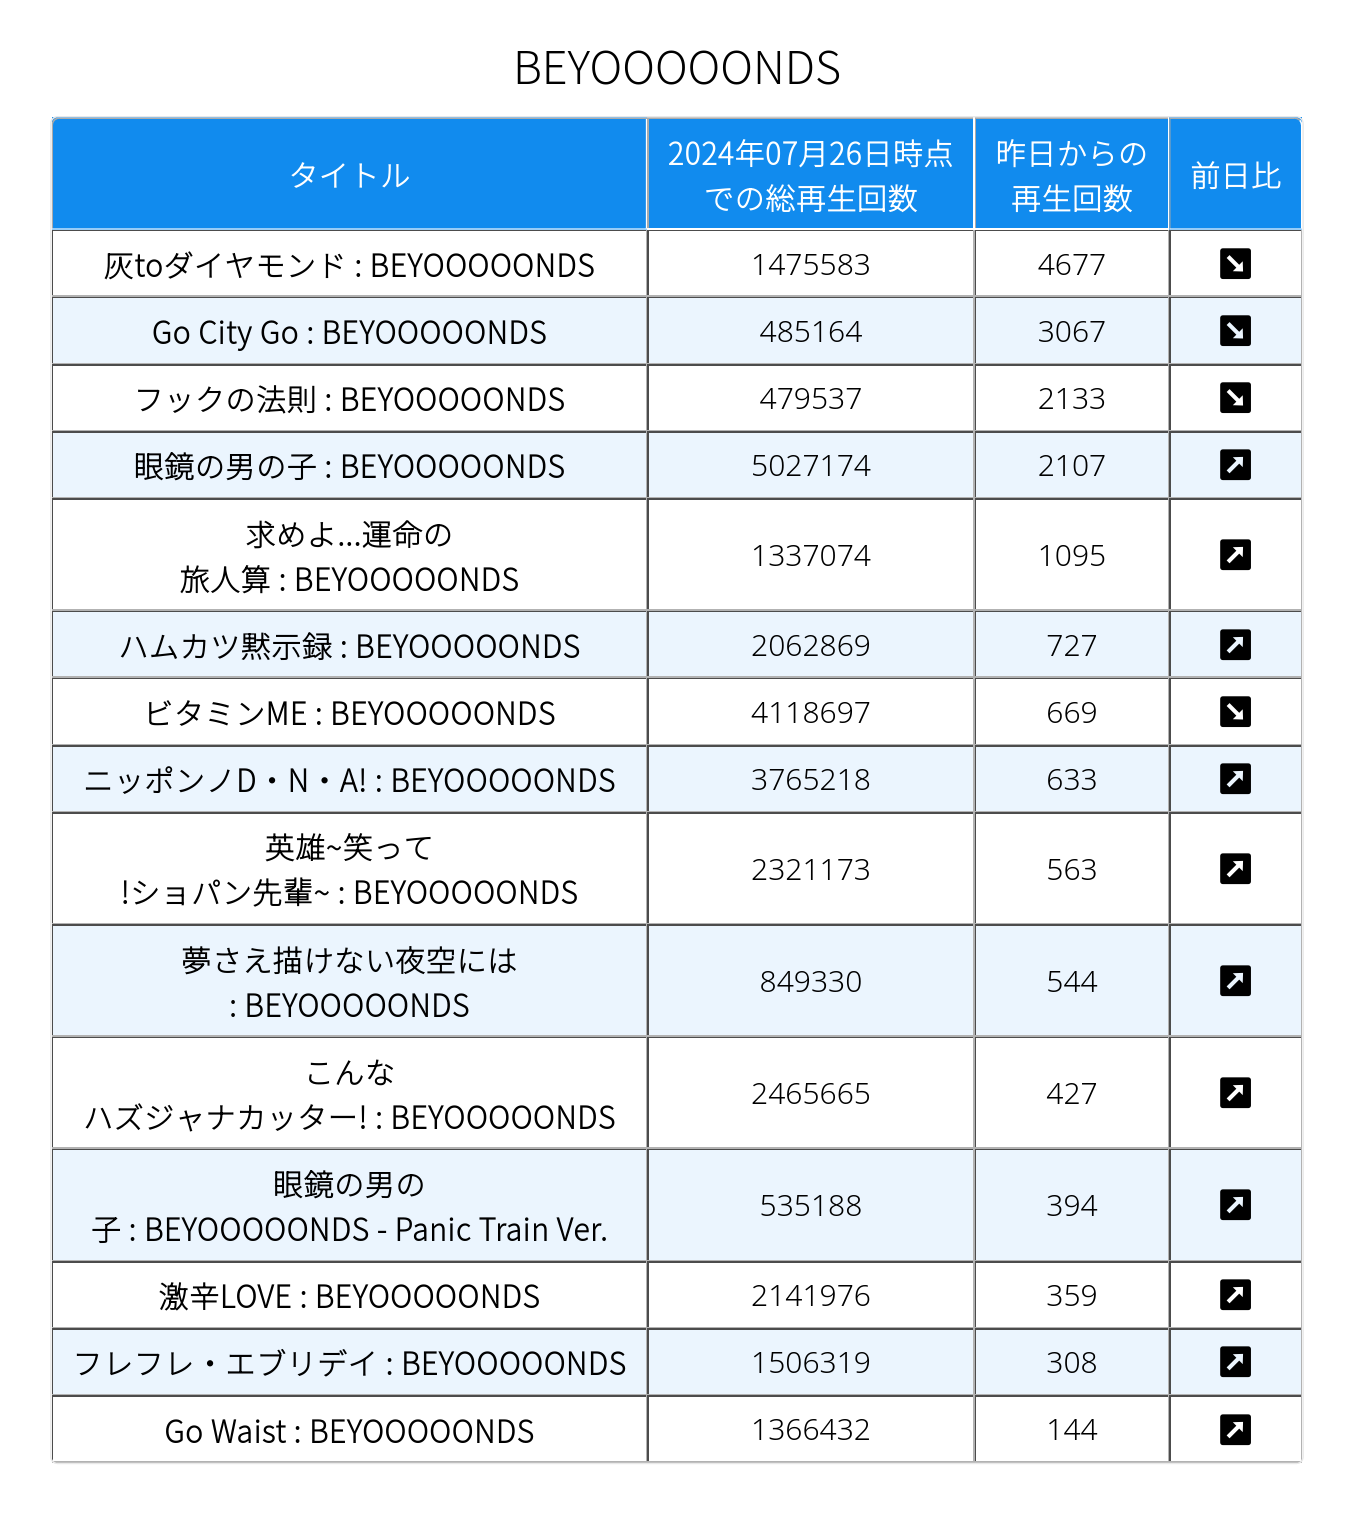 BEYOOOOONDS
タイトル
2024年07月26日時点
での総再生回数
昨日からの
再生回数
前日比
灰toダイヤモンド : BEYOOOOONDS 1475583 4677
Go City Go : BEYOOOOONDS 485164 3067
フックの法則 : BEYOOOOONDS 479537 2133
眼鏡の男の子 : BEYOOOOONDS 5027174 2107
求めよ...運命の
旅人算 : BEYOOOOONDS 1337074 1095
ハムカツ黙示録 : BEYOOOOONDS 2062869 727
ビタミンME : BEYOOOOONDS 4118697 669
ニッポンノD・N・A! : BEYOOOOONDS 3765218 633
英雄~笑って
!ショパン先輩~ : BEYOOOOONDS 2321173 563
夢さえ描けない夜空には
: BEYOOOOONDS 849330 544
こんな
ハズジャナカッター! : BEYOOOOONDS 2465665 427
眼鏡の男の
子 : BEYOOOOONDS - Panic Train Ver. 535188 394
激辛LOVE : BEYOOOOONDS 2141976 359
フレフレ・エブリデイ : BEYOOOOONDS 1506319 308
Go Waist : BEYOOOOONDS 1366432 144